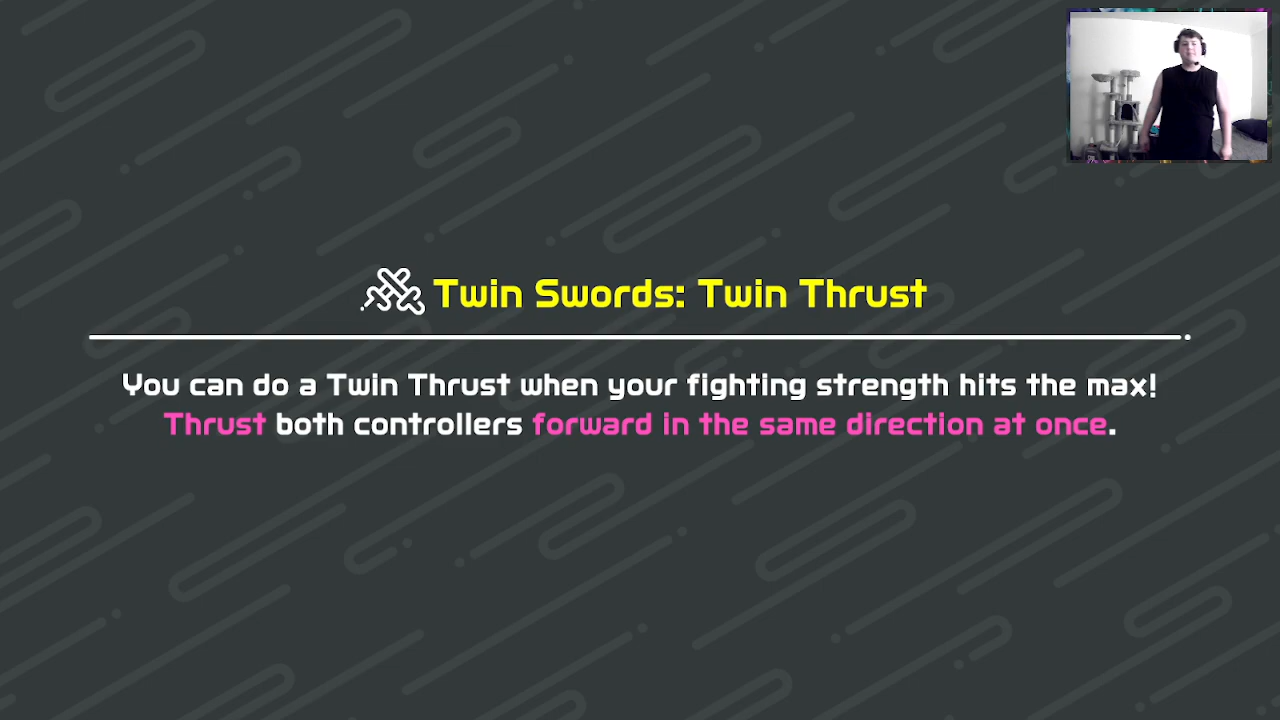 Twin Swords: Twin Thrust
You can do a Twin Thrust when your fighting strength hits the max!
Thrust both controllers forward in the same direction at once.